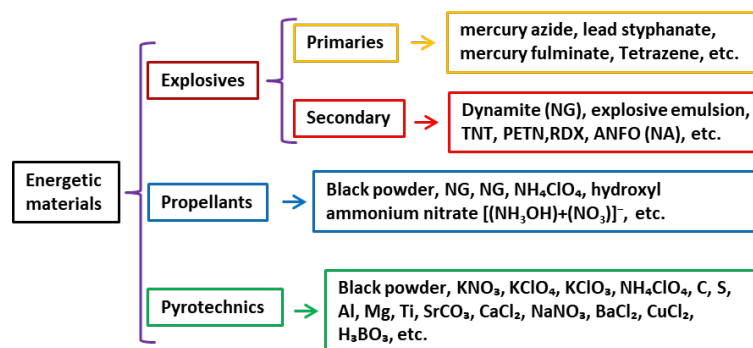 Energetic
materials
Explosives
Primaries
mercury azide, lead styphanate,
mercury fulminate, Tetrazene, etc.
Secondary
Dynamite (NG), explosive emulsion,
TNT, PETN,RDX, ANFO (NA), etc.
Propellants
Black powder, NG, NG, NH₄ClO₄, hydroxyl
ammonium nitrate [(NH₃OH)+(NO₃)]⁻, etc.
Pyrotechnics
Black powder, KNO₃, KClO₄, KClO₃, NH₄ClO₄, C, S,
Al, Mg, Ti, SrCO₃, CaCl₂, NaNO₃, BaCl₂, CuCl₂,
H₃BO₃, etc.